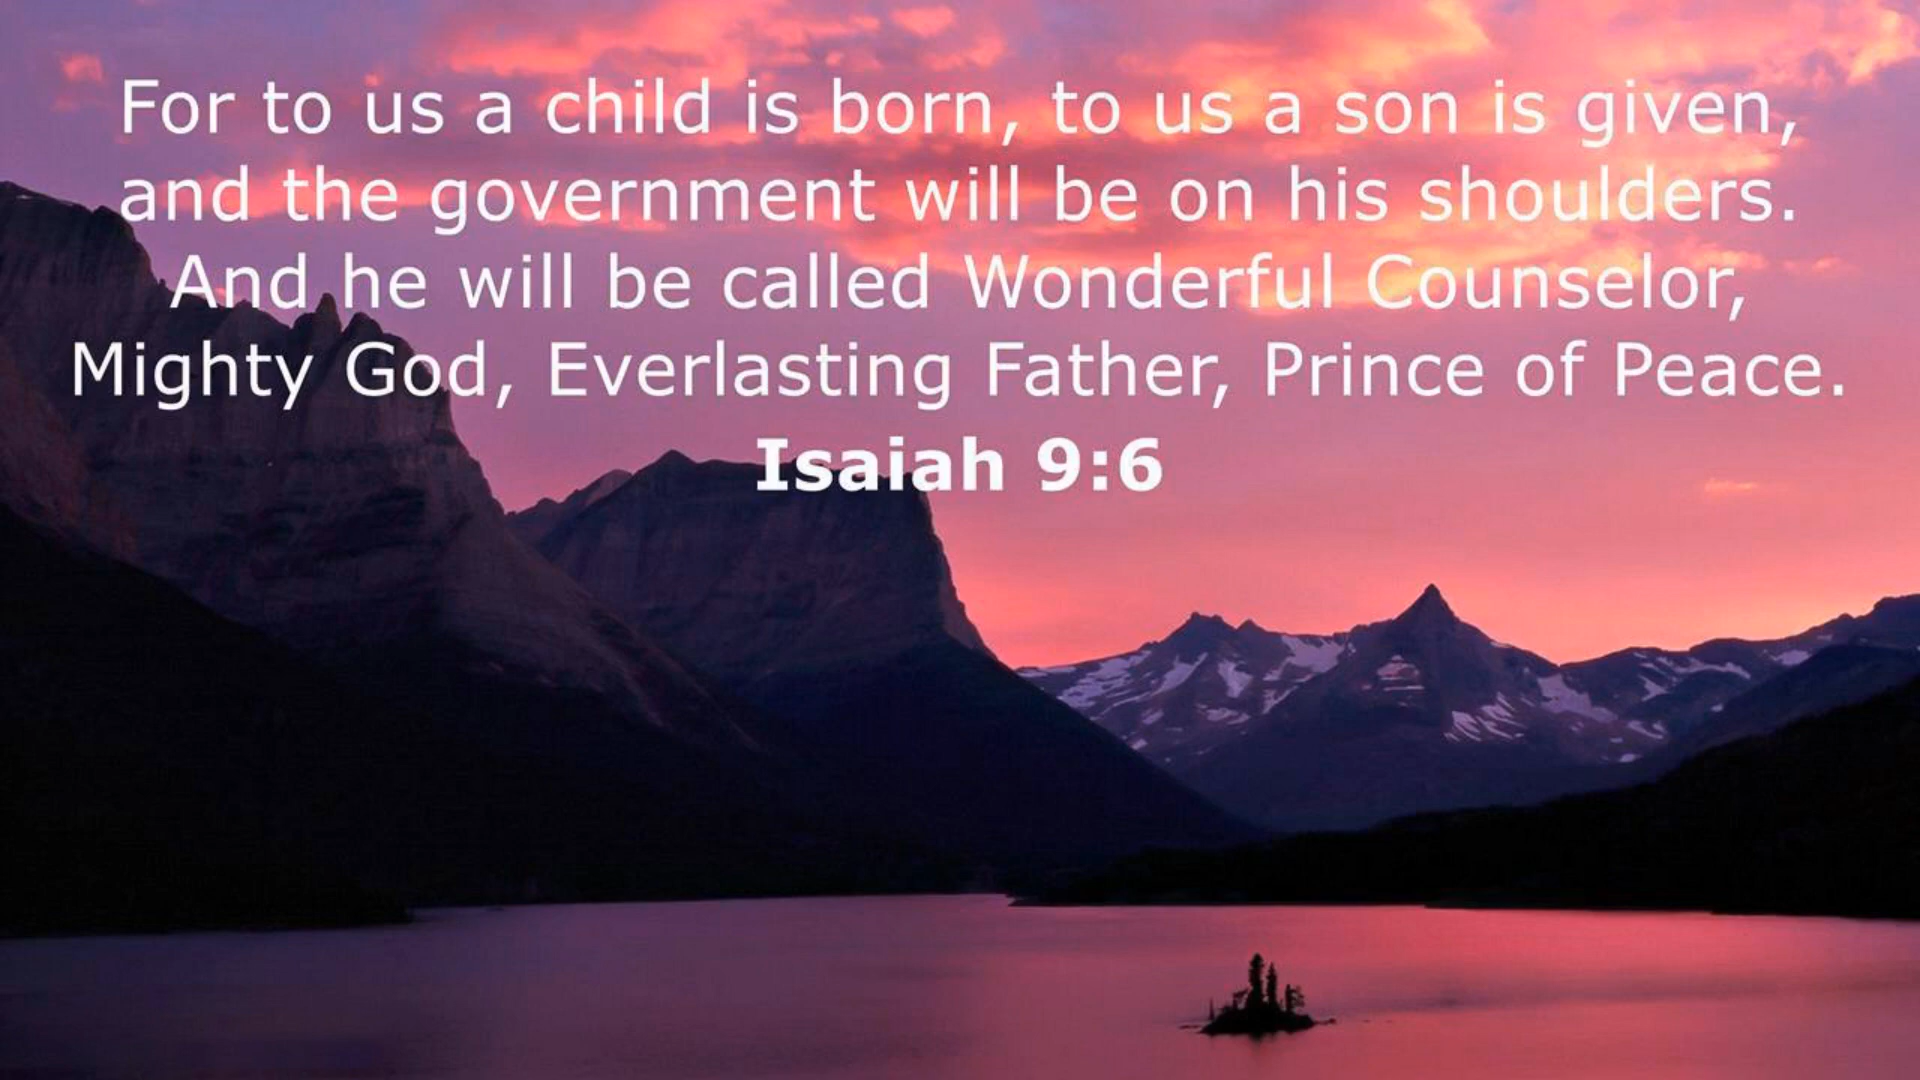 For to us a child is born, to us a son is given,
and the government will be on his shoulders.
And he will be called Wonderful Counselor,
Mighty God, Everlasting Father, Prince of Peace.
Isaiah 9:6